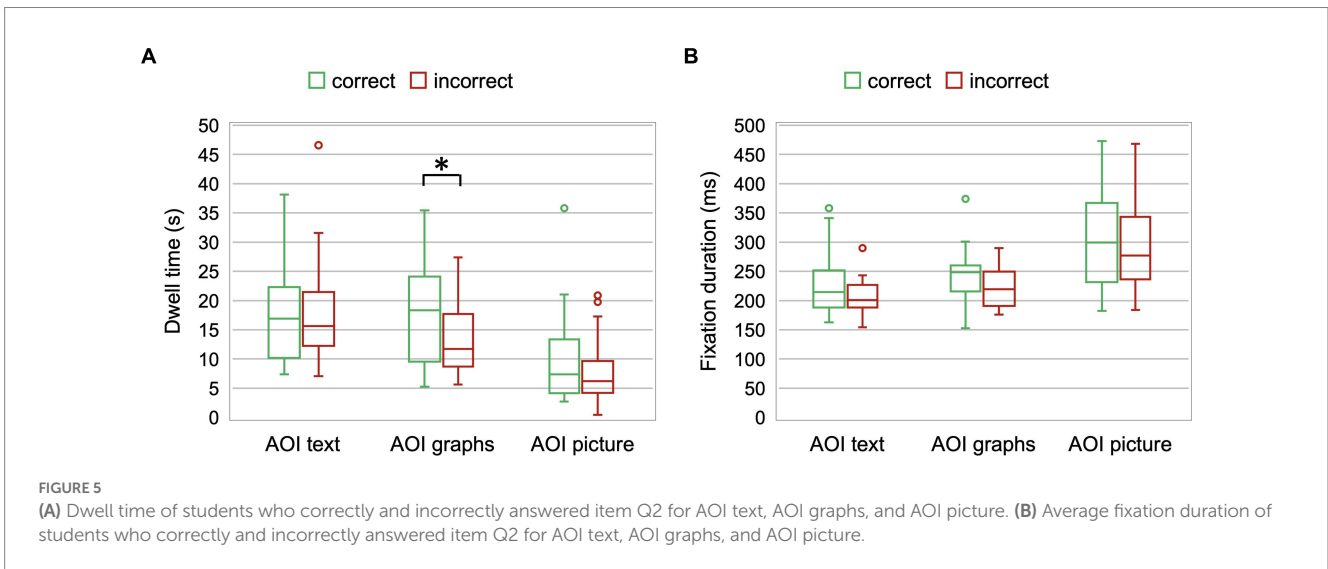 A
correct incorrect
Dwell time (s)
50
45
40
35
30
25
20
15
10
5
0
*
AOI text AOI graphs AOI picture
B
correct incorrect
Fixation duration (ms)
500
450
400
350
300
250
200
150
100
50
0
AOI text AOI graphs AOI picture
FIGURE 5
(A) Dwell time of students who correctly and incorrectly answered item Q2 for AOI text, AOI graphs, and AOI picture. (B) Average fixation duration of
students who correctly and incorrectly answered item Q2 for AOI text, AOI graphs, and AOI picture.